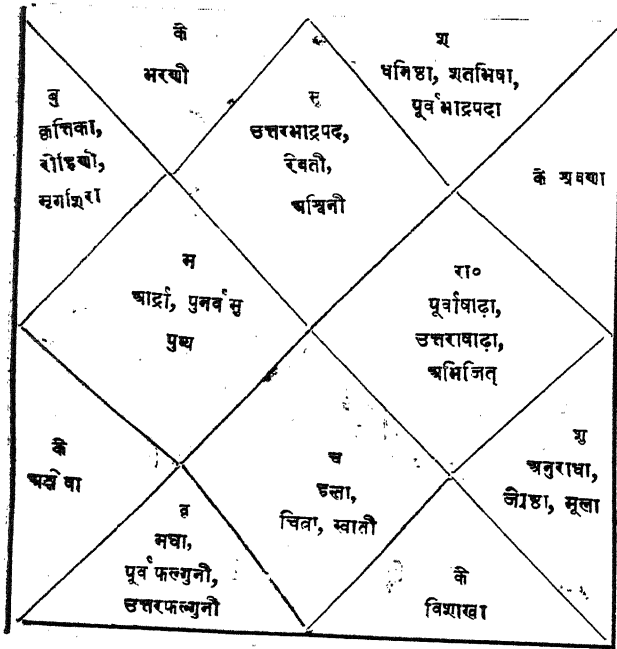 के
भरणी
श
धनिष्ठा, शतभिषा,
पूर्वभाद्रपदा
बु
कृत्तिका,
रोहिणी,
मृगशिरा
सू
उत्तरभाद्रपद,
रेवती,
अश्विनी
के श्रवणा
म
आर्द्रा, पुनर्वसु
पुष्य
रा०
पूर्वाषाढ़ा,
उत्तराषाढ़ा,
अभिजित्
के
अश्लेषा
च
हस्ता,
चित्रा, स्वाती
शु
अनुराधा,
ज्येष्ठा, मूला
वृ
मघा,
पूर्वफल्गुनी,
उत्तरफल्गुनी
के
विशाखा